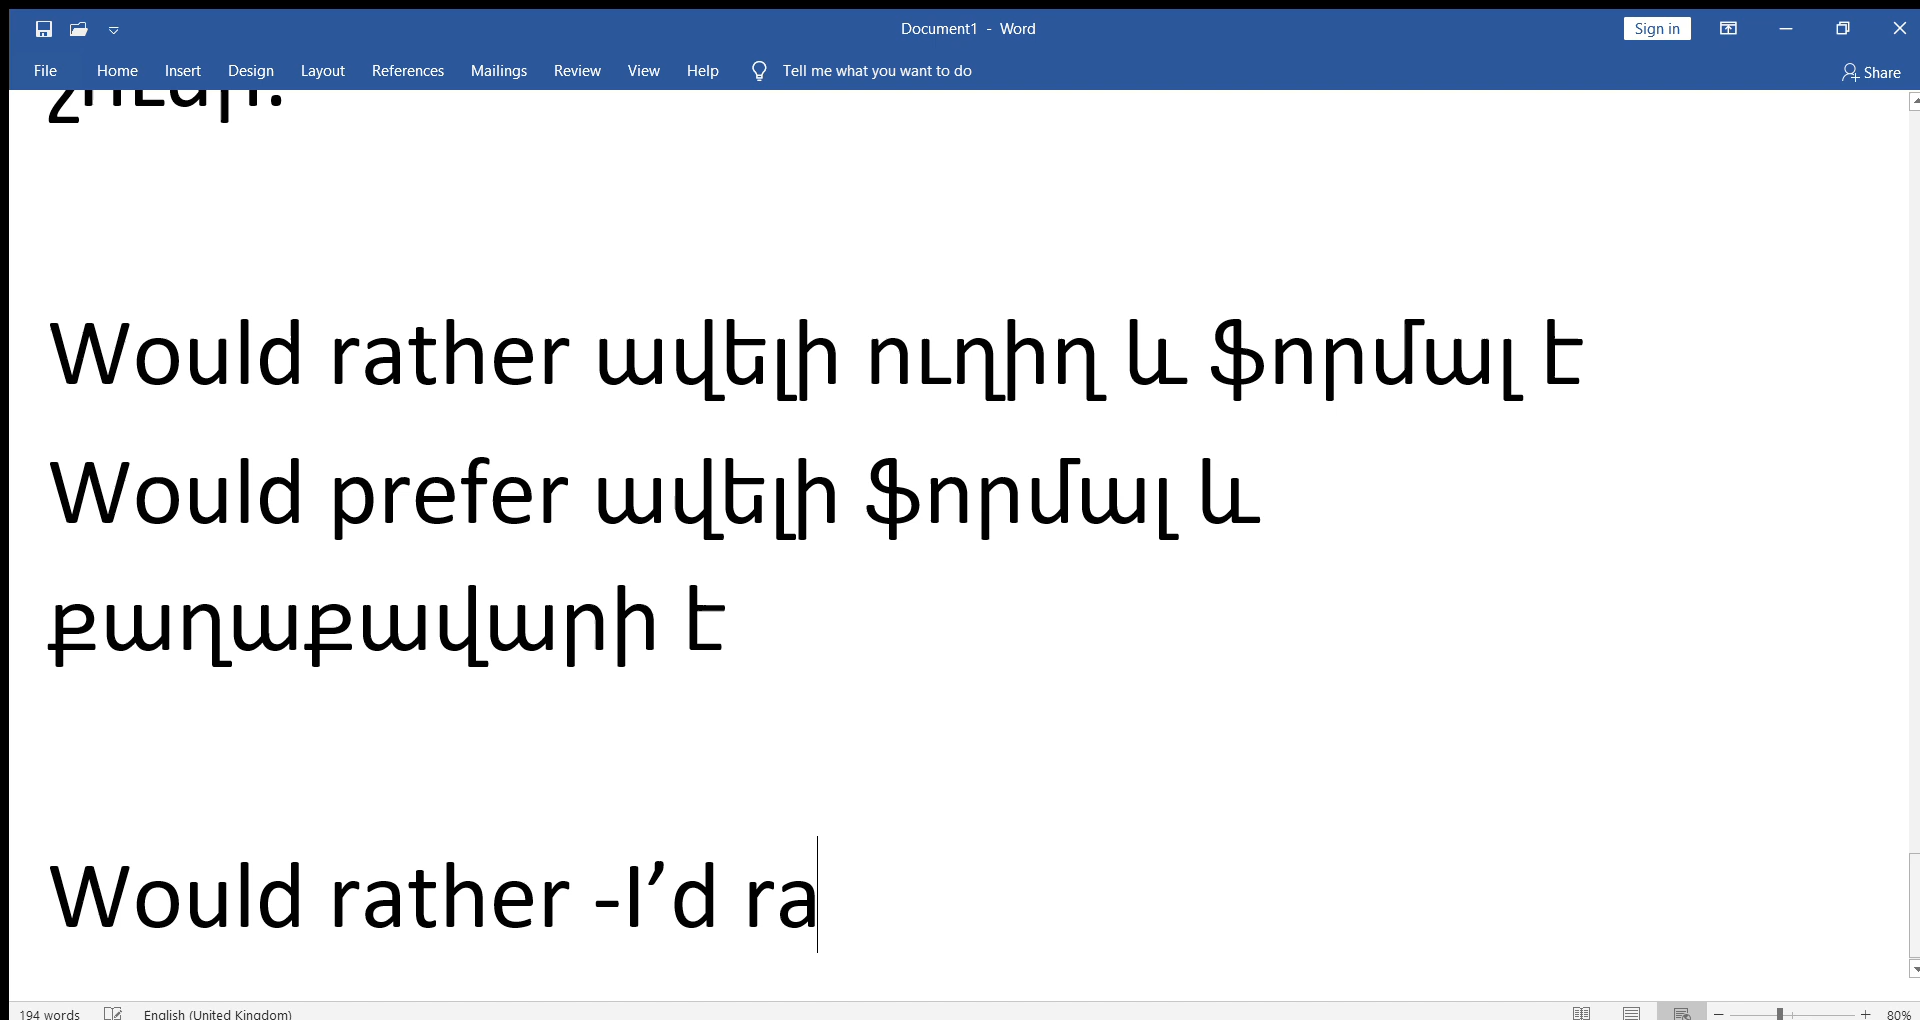 Document1 - Word
Sign in
File Home Insert Design Layout References Mailings Review View Help Tell me what you want to do
Share
Would rather ավելի ուղիղ և ֆորմալ է
Would prefer ավելի ֆորմալ և
քաղաքավարի է
Would rather -I’d ra
194 words English (United Kingdom) 80%